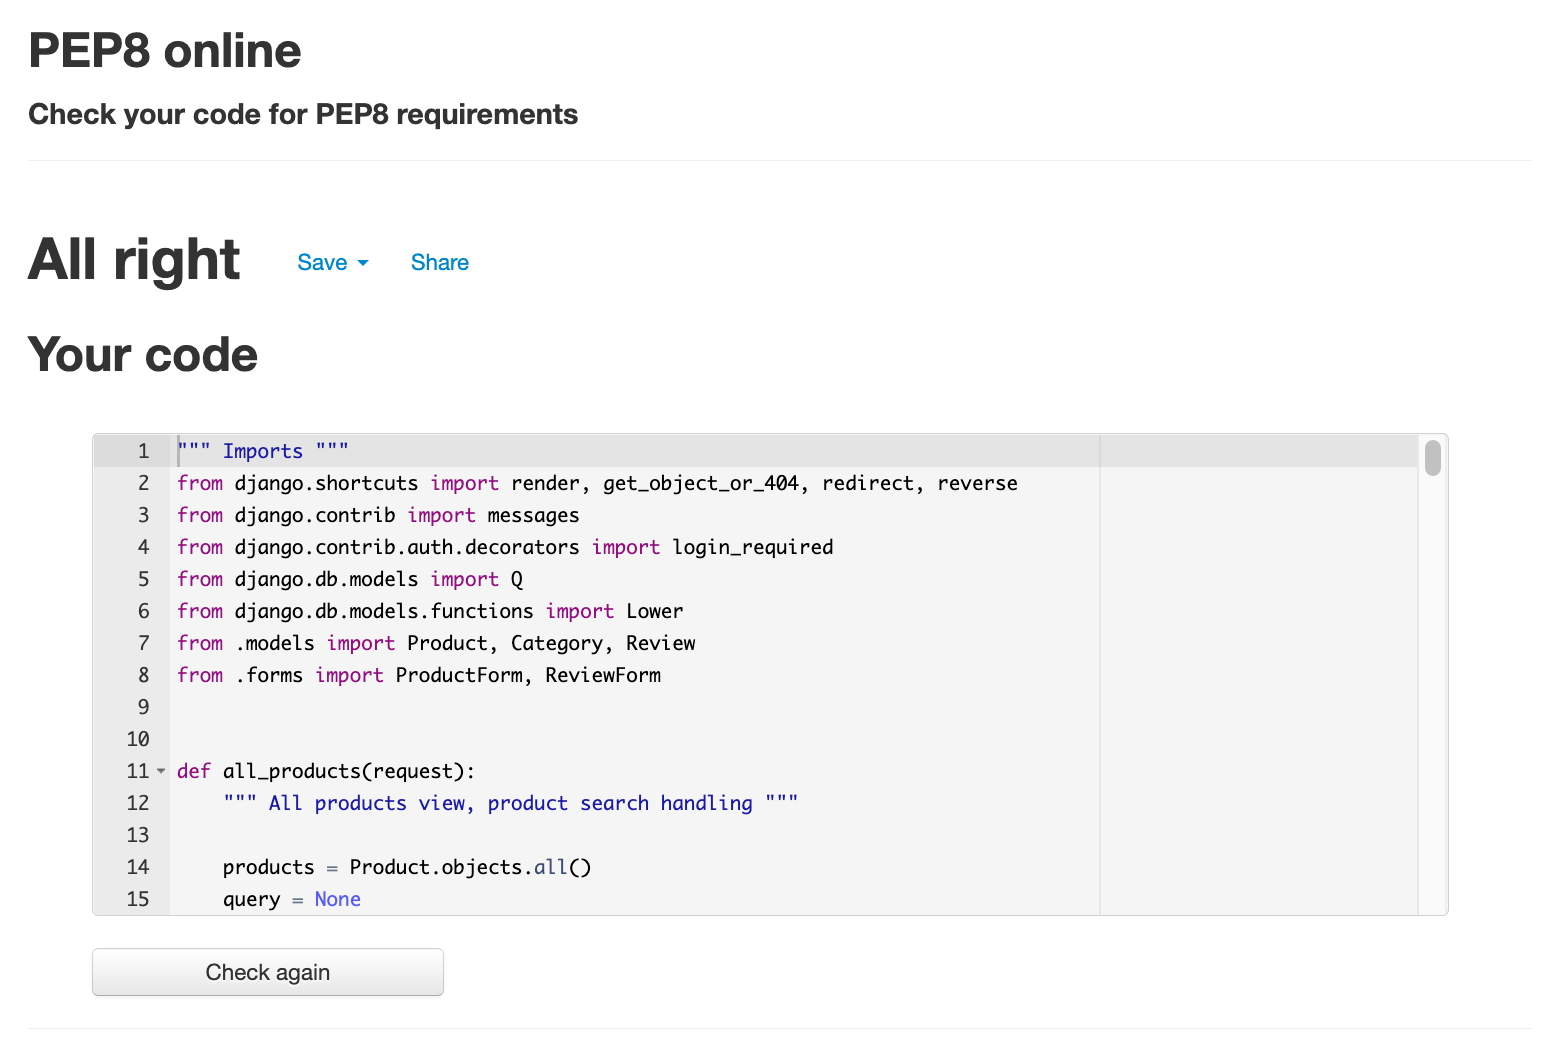 PEP8 online
Check your code for PEP8 requirements
All right Save Share
Your code
1 """ Imports """
2 from django.shortcuts import render, get_object_or_404, redirect, reverse
3 from django.contrib import messages
4 from django.contrib.auth.decorators import login_required
5 from django.db.models import Q
6 from django.db.models.functions import Lower
7 from .models import Product, Category, Review
8 from .forms import ProductForm, ReviewForm
9
10
11 def all_products(request):
12     """ All products view, product search handling """
13
14     products = Product.objects.all()
15     query = None
Check again